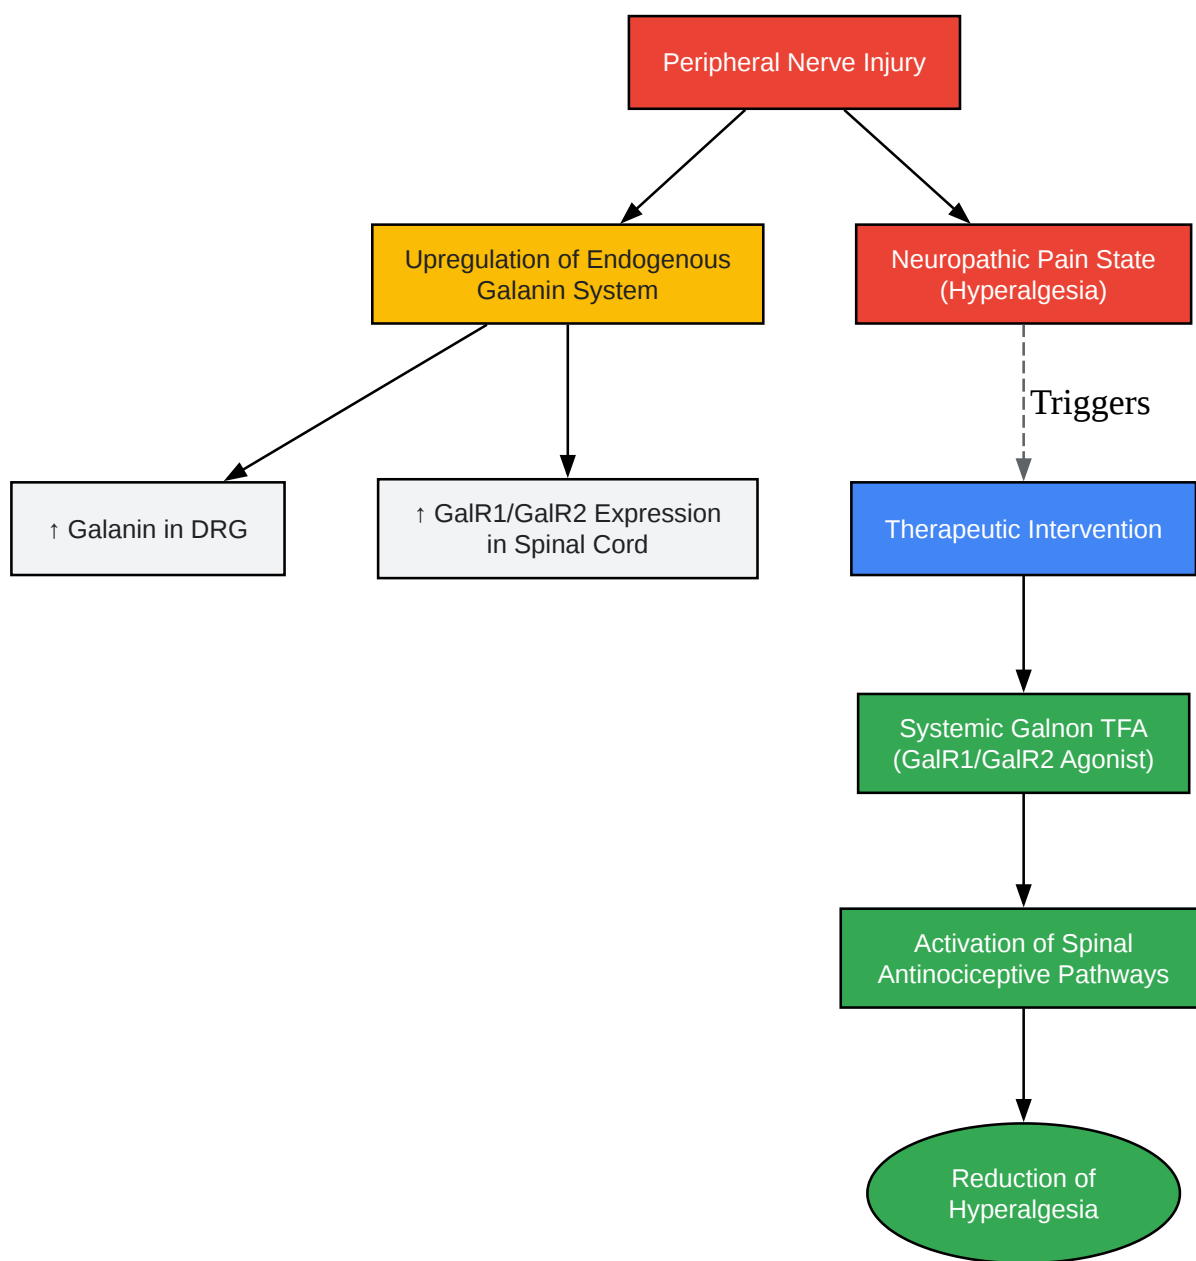 Peripheral Nerve Injury
Upregulation of Endogenous
Galanin System
Neuropathic Pain State
(Hyperalgesia)
Triggers
↑ Galanin in DRG
↑ GalR1/GalR2 Expression
in Spinal Cord
Therapeutic Intervention
Systemic Galnon TFA
(GalR1/GalR2 Agonist)
Activation of Spinal
Antinociceptive Pathways
Reduction of
Hyperalgesia